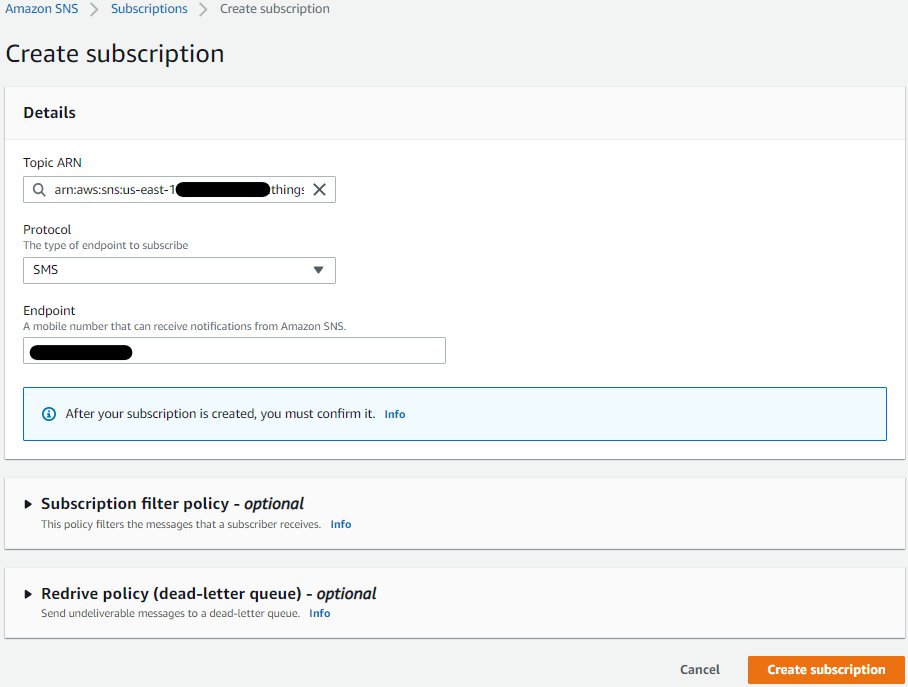 Amazon SNS > Subscriptions > Create subscription
Create subscription
Details
Topic ARN
arn:aws:sns:us-east-1 things
Protocol
The type of endpoint to subscribe
SMS
Endpoint
A mobile number that can receive notifications from Amazon SNS.
After your subscription is created, you must confirm it. Info
Subscription filter policy - optional
This policy filters the messages that a subscriber receives. Info
Redrive policy (dead-letter queue) - optional
Send undeliverable messages to a dead-letter queue. Info
Cancel Create subscription